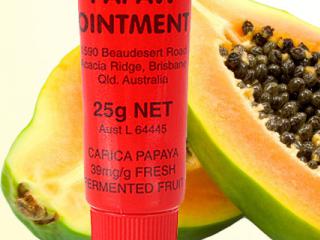 PAPAW
OINTMENT
1590 Beaudesert Road
Acacia Ridge, Brisbane
Qld. Australia
25g NET
Aust L 64445
CARICA PAPAYA
39mg/g FRESH
FERMENTED FRUIT